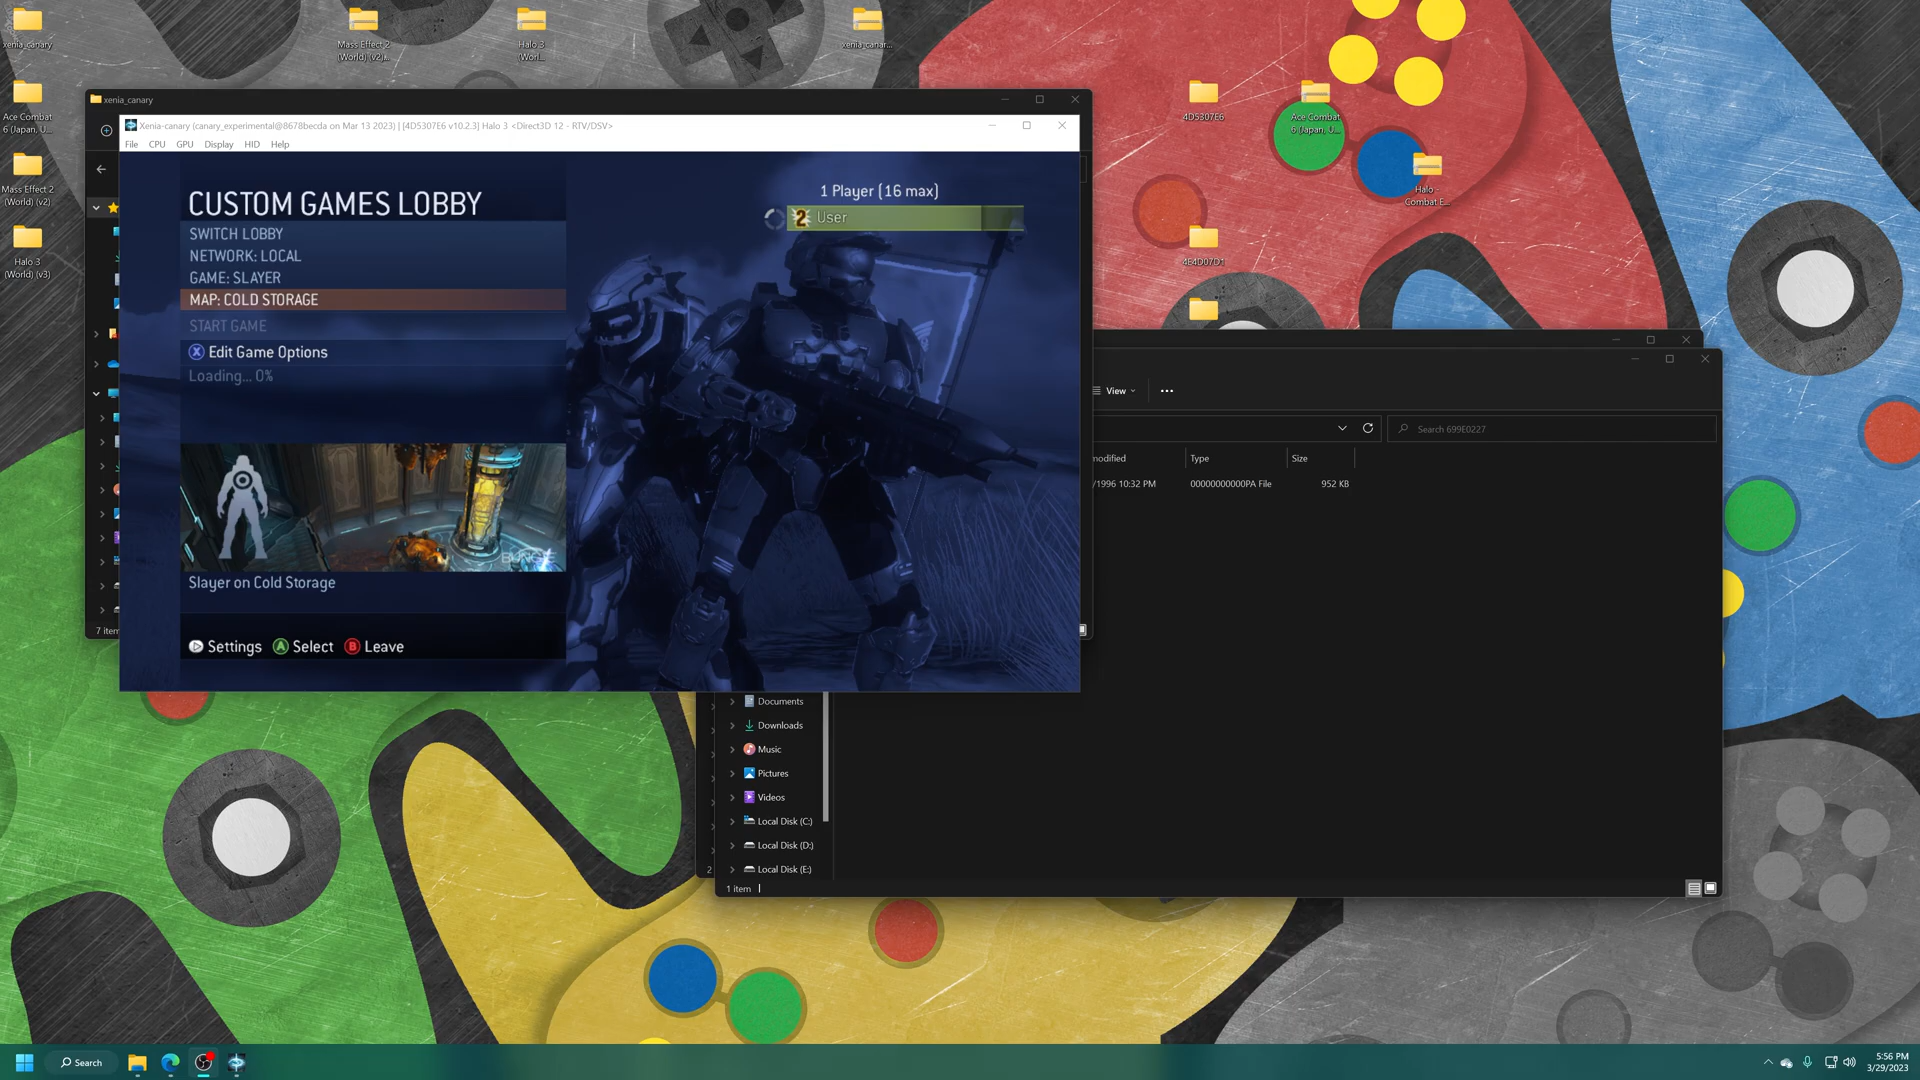 xenia_canary
Mass Effect 2
(World) (v2)...
Halo 3
(Worl...
xenia_canar...
Ace Combat
6 (Japan, U...
Mass Effect 2
(World) (v2)
Halo 3
(World) (v3)
4D5307E6
Ace Combat
6 (Japan, U...
Halo -
Combat E...
4E4D07D1
xenia_canary
Xenia-canary (canary_experimental@8678becda on Mar 13 2023) | [4D5307E6 v10.2.3] Halo 3 <Direct3D 12 - RTV/DSV>
File CPU GPU Display HID Help
CUSTOM GAMES LOBBY
SWITCH LOBBY
NETWORK: LOCAL
GAME: SLAYER
MAP: COLD STORAGE
START GAME
X Edit Game Options
Loading... 0%
BUNGIE
Slayer on Cold Storage
Settings A Select B Leave
1 Player (16 max)
2 User
7 item
View
Search 699E0227
modified Type Size
/1996 10:32 PM 00000000000PA File 952 KB
Documents
Downloads
Music
Pictures
Videos
Local Disk (C:)
Local Disk (D:)
Local Disk (E:)
2
1 item
Search
5:56 PM
3/29/2023